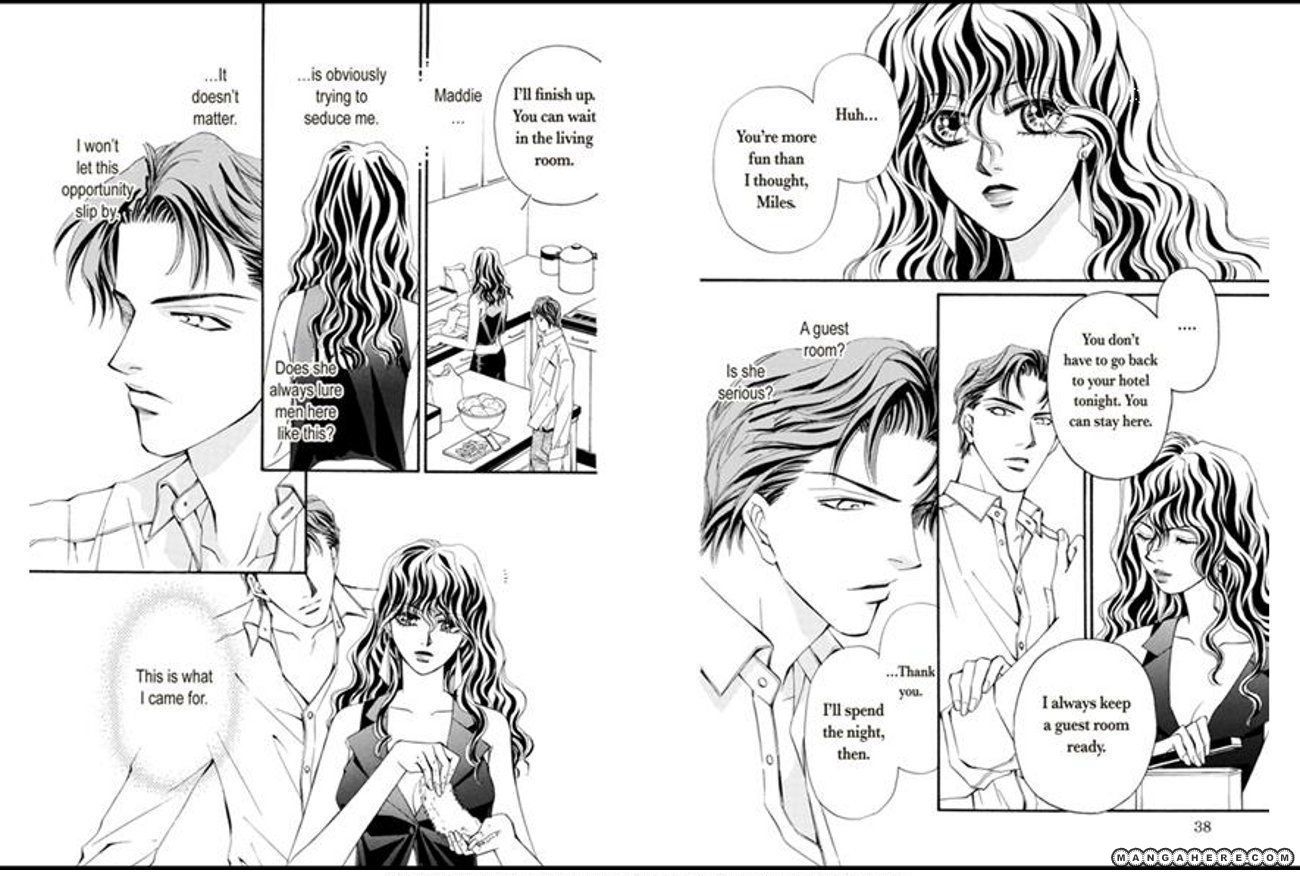 Huh...
You're more
fun than
I thought,
Miles.
....
You don't
have to go back
to your hotel
tonight. You
can stay here.
I always keep
a guest room
ready.
A guest
room?
Is she
serious?
...Thank
you.
I'll spend
the night,
then.
38
I'll finish up.
You can wait
in the living
room.
Maddie
...
...is obviously
trying to
seduce me.
Does she
always lure
men here
like this?
...It
doesn't
matter.
I won't
let this
opportunity
slip by.
This is what
I came for.
MANGAHERE.COM